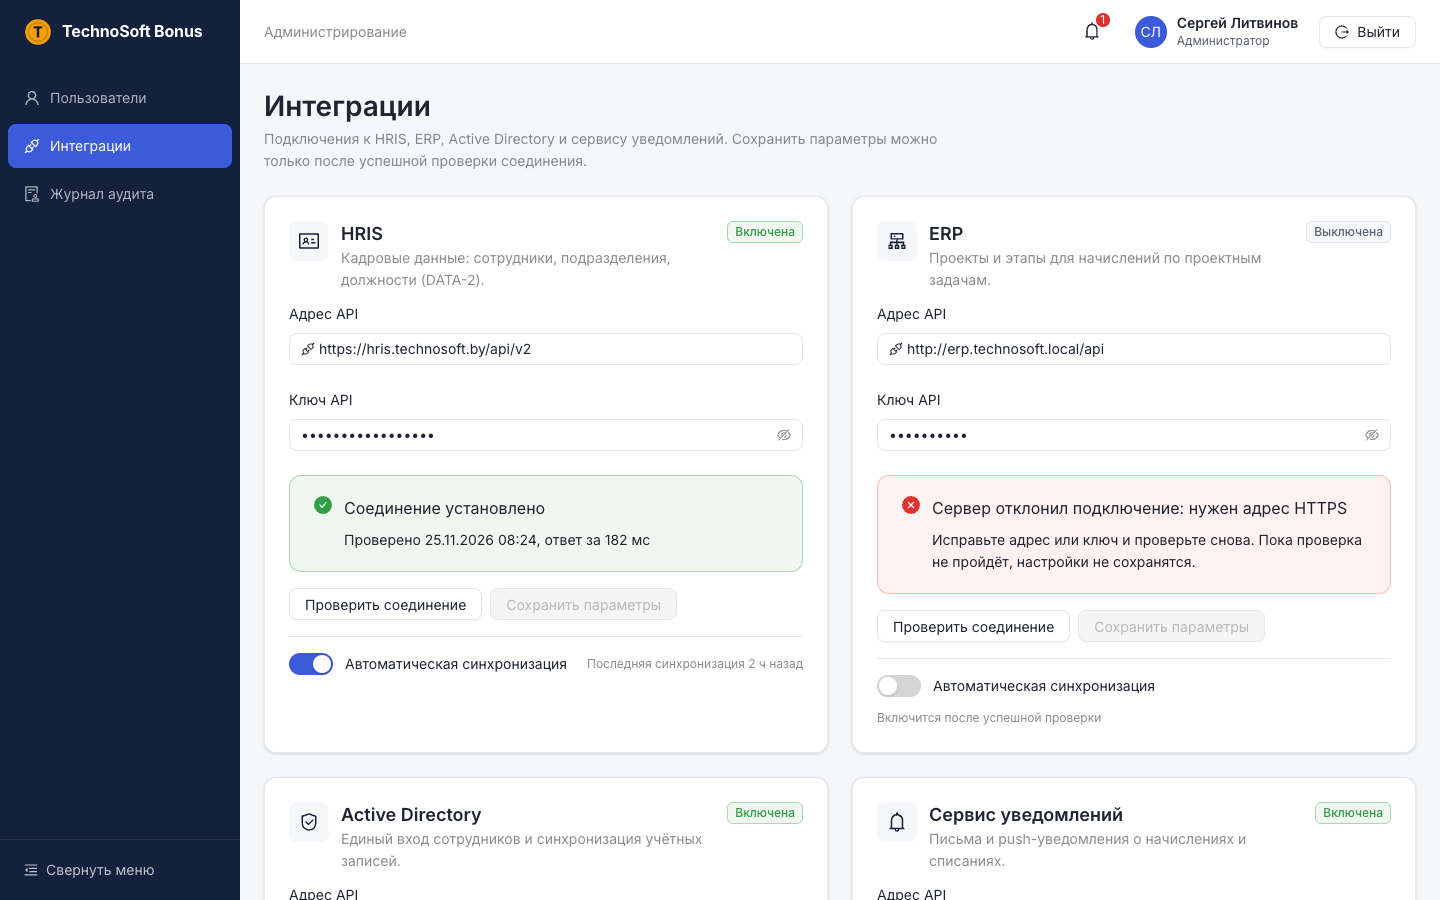 TechnoSoft Bonus
Администрирование
1
СЛ
Сергей Литвинов
Администратор
Выйти
Пользователи
Интеграции
Журнал аудита
Свернуть меню
Интеграции
Подключения к HRIS, ERP, Active Directory и сервису уведомлений. Сохранить параметры можно
только после успешной проверки соединения.
HRIS
Включена
Кадровые данные: сотрудники, подразделения,
должности (DATA-2).
Адрес API
https://hris.technosoft.by/api/v2
Ключ API
•••••••••••••••••
Соединение установлено
Проверено 25.11.2026 08:24, ответ за 182 мс
Проверить соединение
Сохранить параметры
Автоматическая синхронизация
Последняя синхронизация 2 ч назад
ERP
Выключена
Проекты и этапы для начислений по проектным
задачам.
Адрес API
http://erp.technosoft.local/api
Ключ API
••••••••••
Сервер отклонил подключение: нужен адрес HTTPS
Исправьте адрес или ключ и проверьте снова. Пока проверка
не пройдёт, настройки не сохранятся.
Проверить соединение
Сохранить параметры
Автоматическая синхронизация
Включится после успешной проверки
Active Directory
Включена
Единый вход сотрудников и синхронизация учётных
записей.
Адрес API
Сервис уведомлений
Включена
Письма и push-уведомления о начислениях и
списаниях.
Адрес API